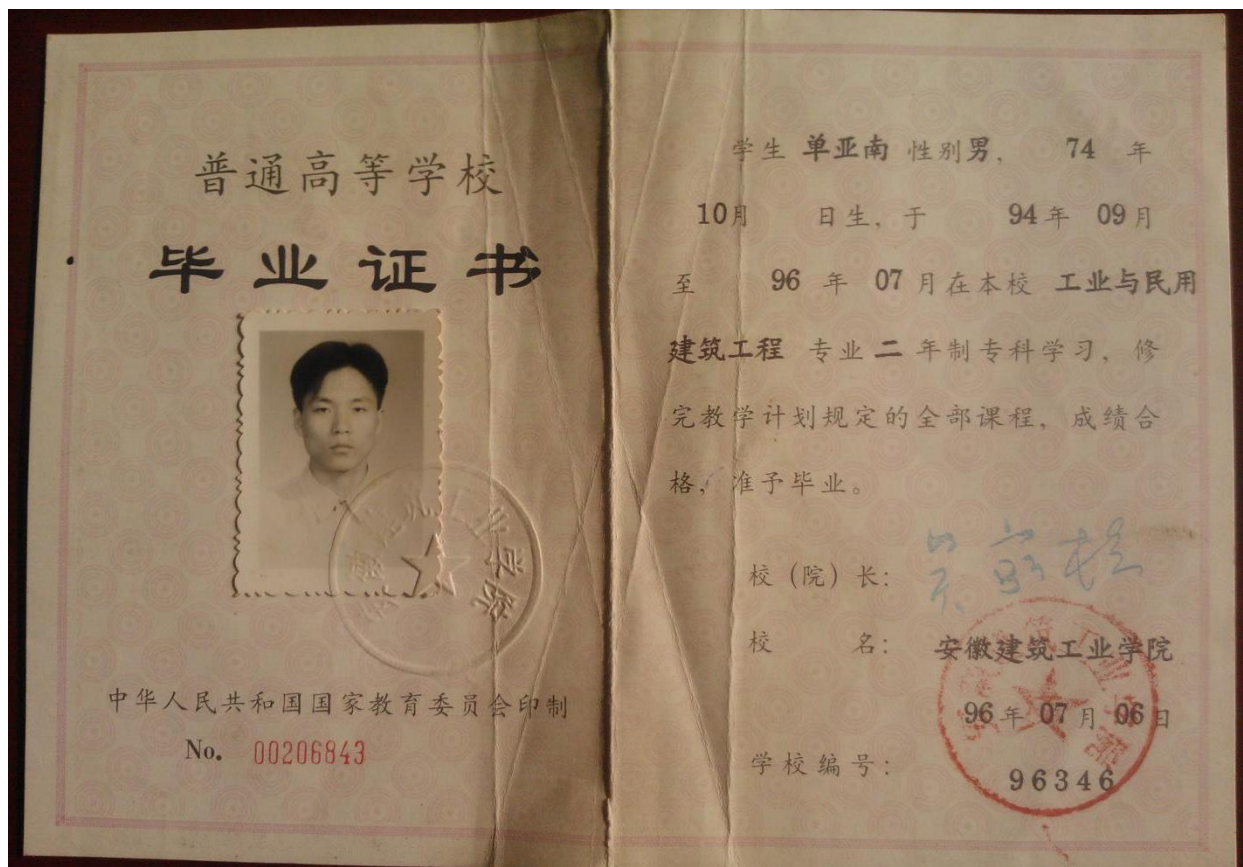 普通高等学校
毕业证书
中华人民共和国国家教育委员会印制
No. 00206843
学生 单亚南 性别男， 74 年
10月 日生，于 94年 09月
至 96 年 07月在本校 工业与民用
建筑工程 专业二年制专科学习，修
完教学计划规定的全部课程，成绩合
格，准予毕业。
校（院）长：
校 名： 安徽建筑工业学院
96年 07月 06日
学校编号： 96346